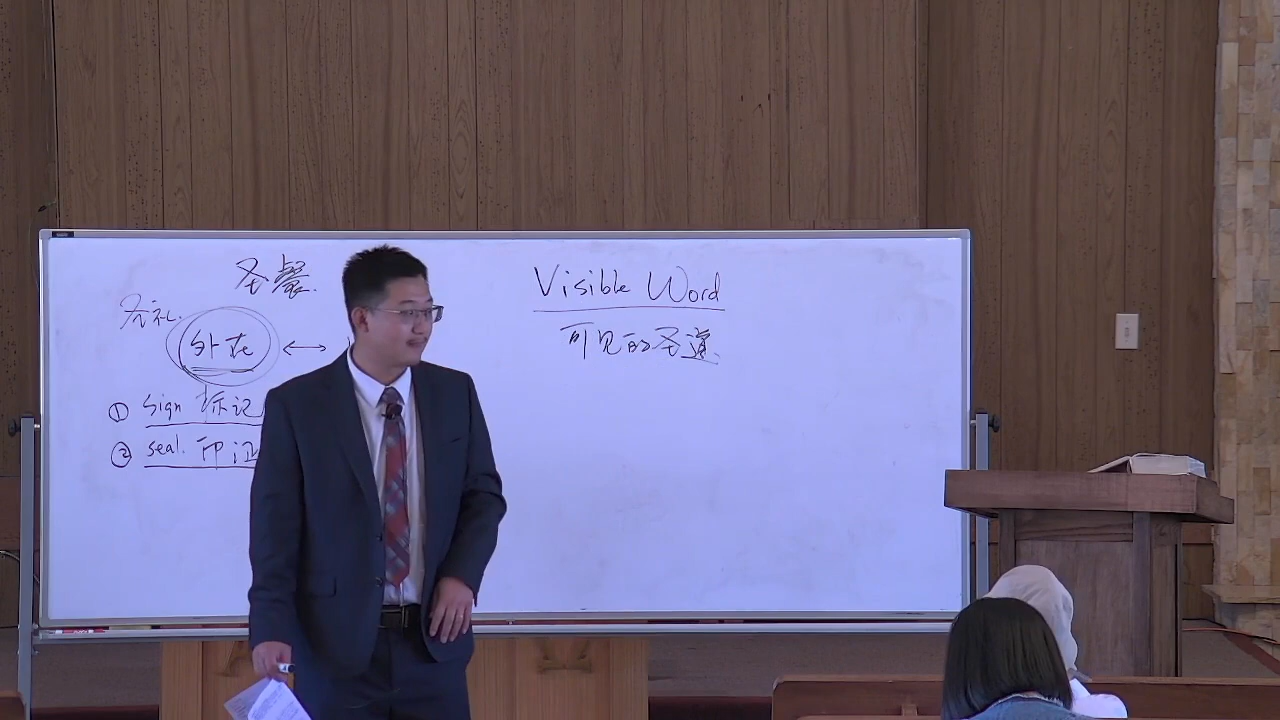 圣餐.
圣礼.
外在 ↔
① Sign 标记
② seal. 印证
Visible Word
可见的圣道.